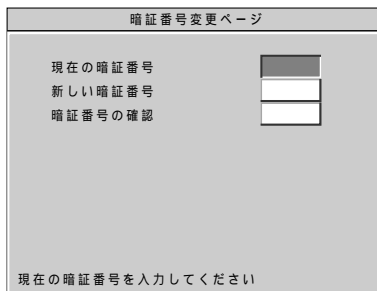 暗証番号変更ページ
現在の暗証番号
新しい暗証番号
暗証番号の確認
現在の暗証番号を入力してください